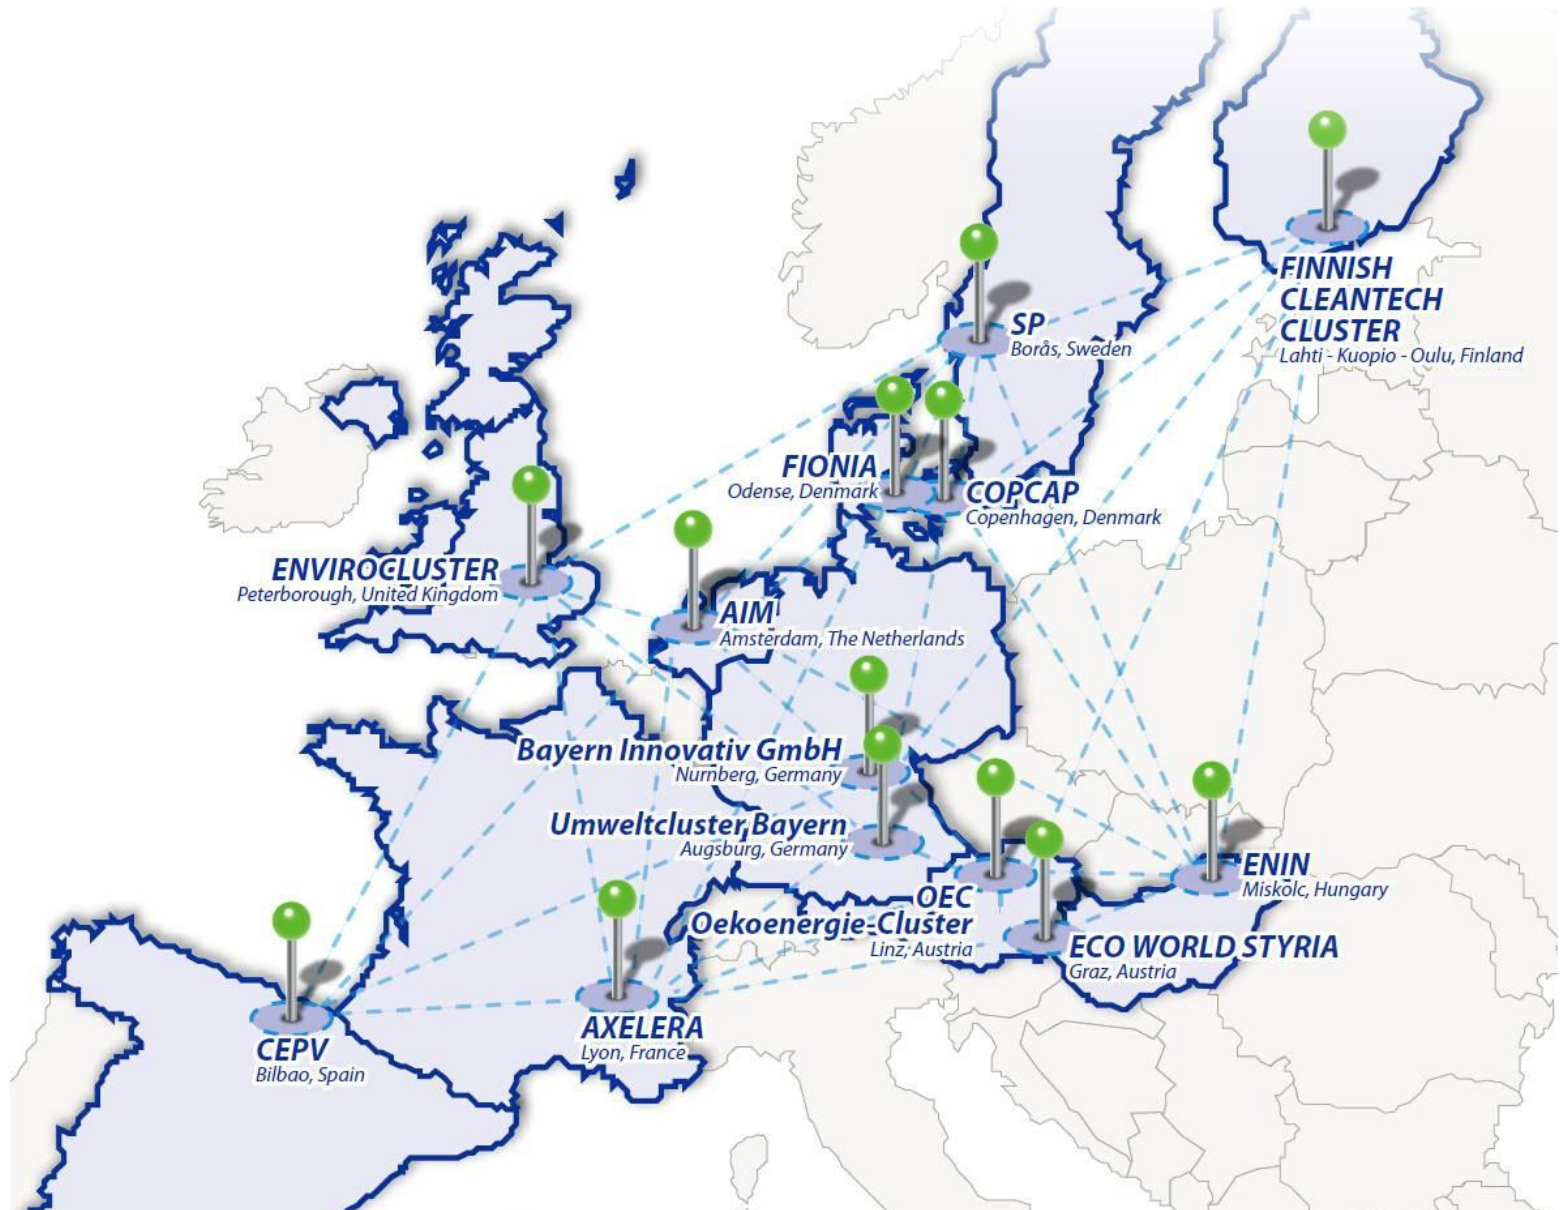 FINNISH
CLEANTECH
CLUSTER
Lahti - Kuopio - Oulu, Finland
SP
Borås, Sweden
FIONIA
Odense, Denmark
COPCAP
Copenhagen, Denmark
ENVIROCLUSTER
Peterborough, United Kingdom
AIM
Amsterdam, The Netherlands
Bayern Innovativ GmbH
Nurnberg, Germany
Umweltcluster Bayern
Augsburg, Germany
OEC
Oekoenergie-Cluster
Linz, Austria
ENIN
Miskolc, Hungary
ECO WORLD STYRIA
Graz, Austria
AXELERA
Lyon, France
CEPV
Bilbao, Spain